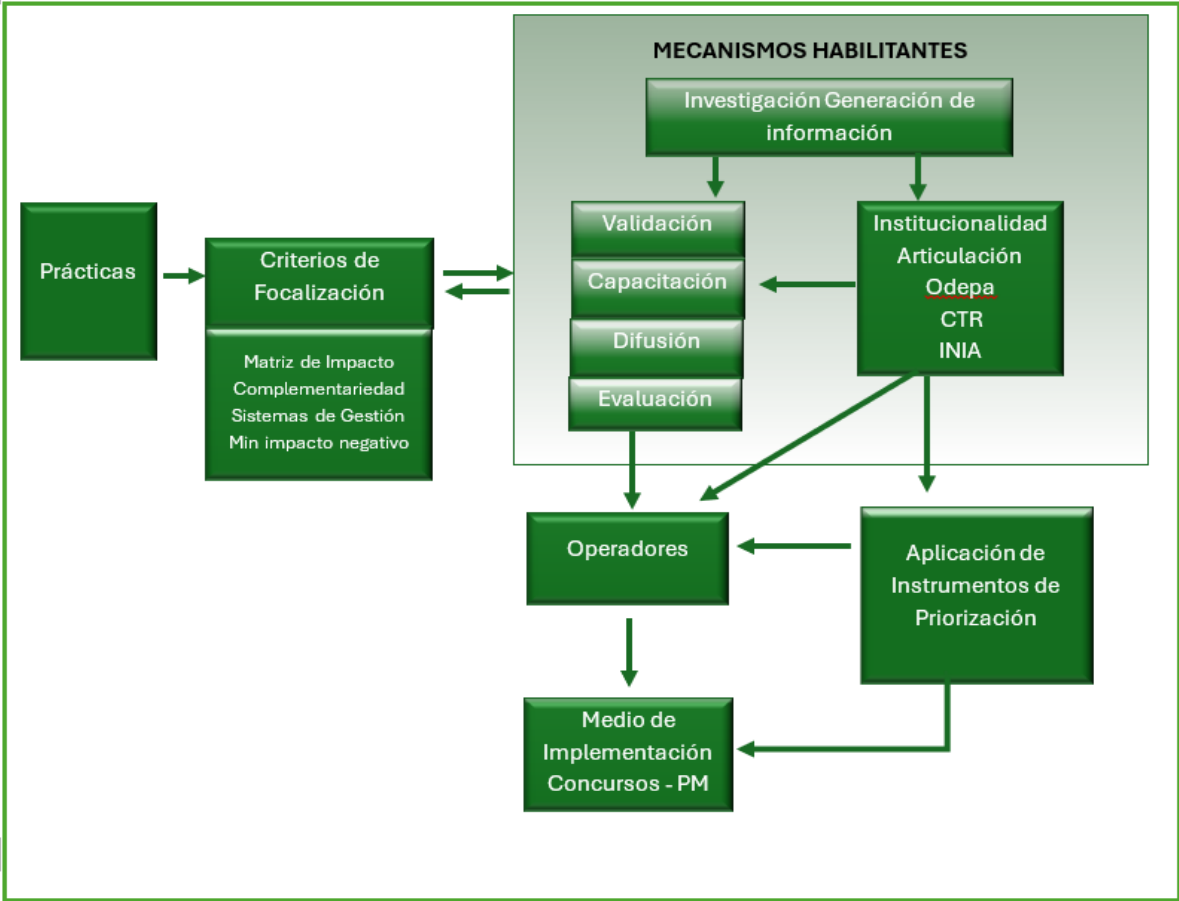 MECANISMOS HABILITANTES
Investigación Generación de
información
Prácticas
Criterios de
Focalización
Matriz de Impacto
Complementariedad
Sistemas de Gestión
Min impacto negativo
Validación
Capacitación
Difusión
Evaluación
Institucionalidad
Articulación
Odepa
CTR
INIA
Operadores
Aplicación de
Instrumentos de
Priorización
Medio de
Implementación
Concursos - PM